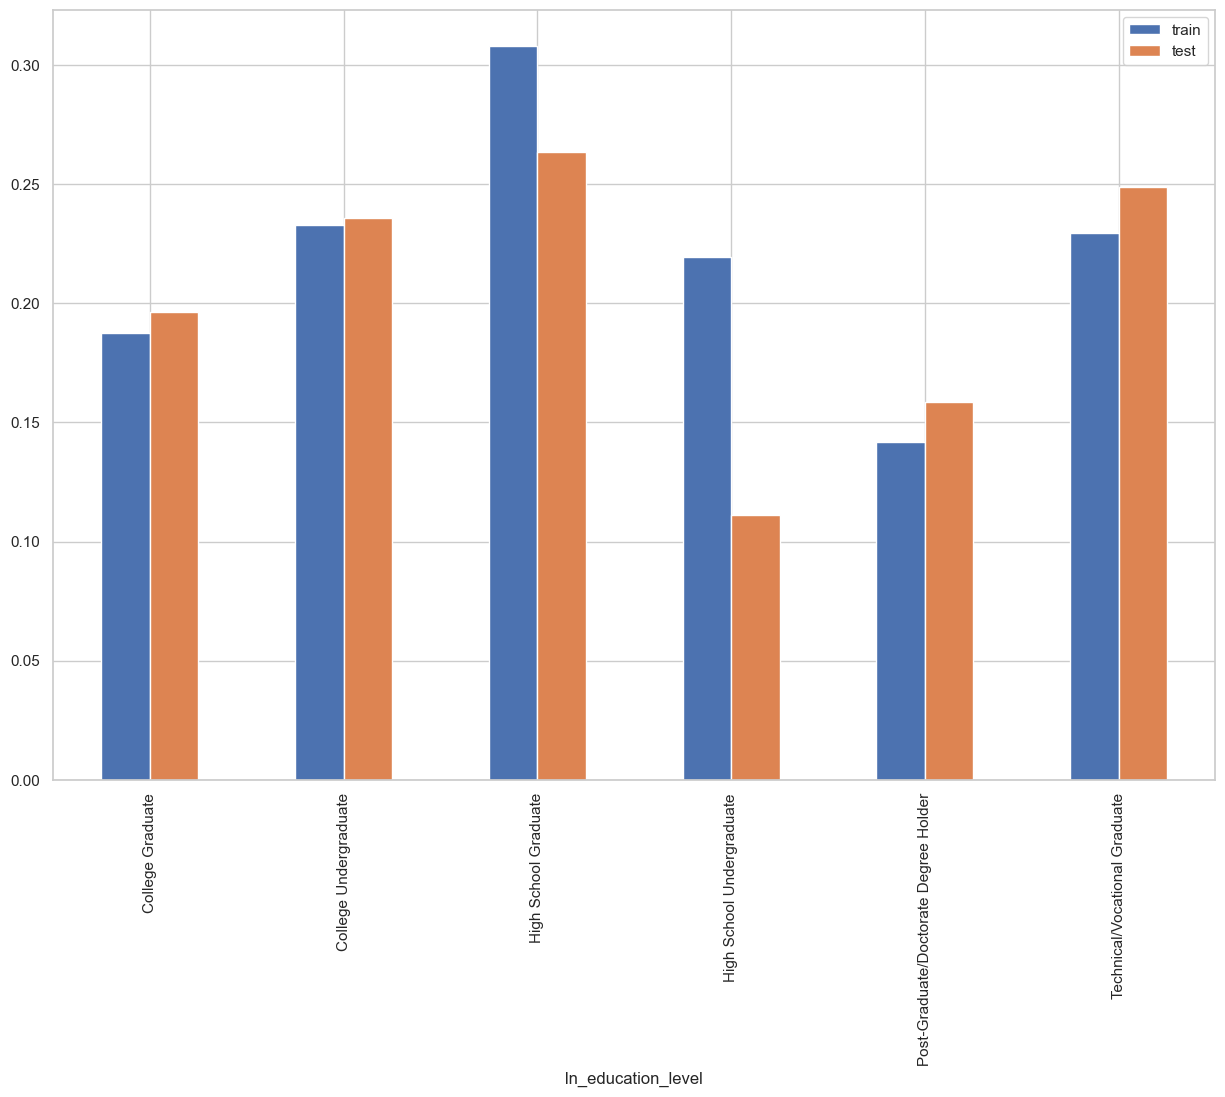 train
test
0.30
0.25
0.20
0.15
0.10
0.05
0.00
College Graduate
College Undergraduate
High School Graduate
High School Undergraduate
Post-Graduate/Doctorate Degree Holder
Technical/Vocational Graduate
ln_education_level